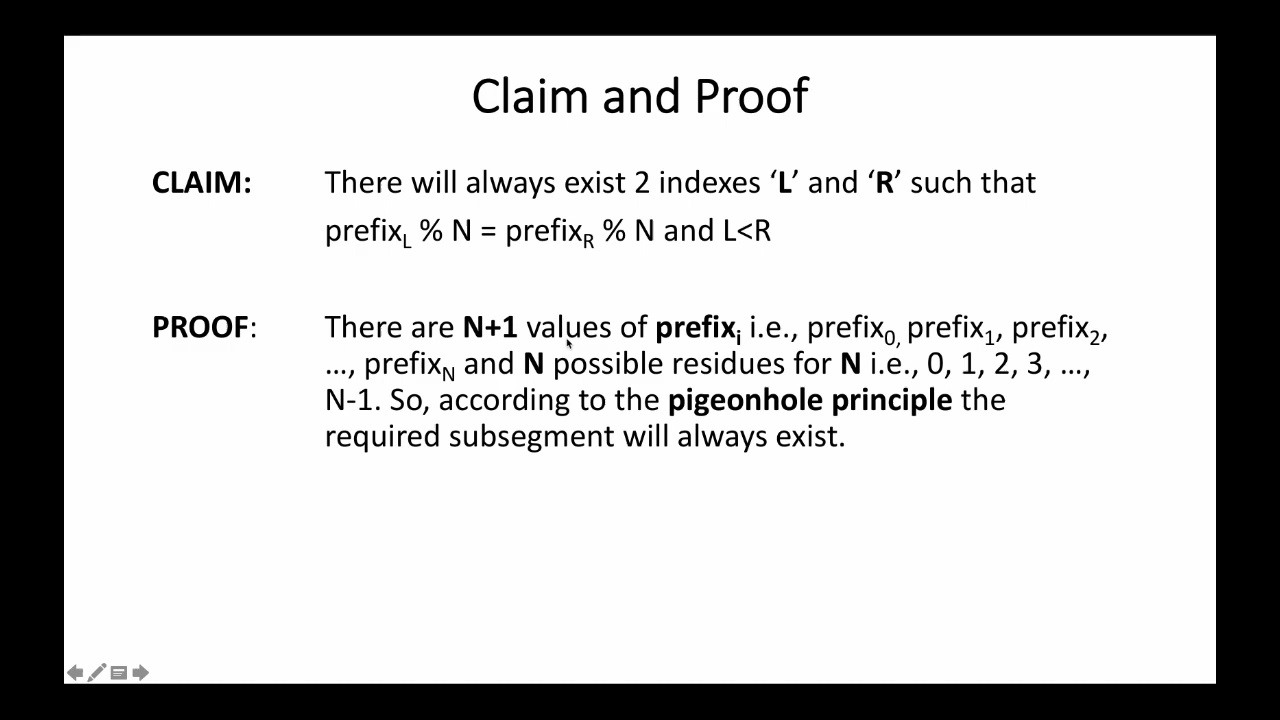 Claim and Proof
CLAIM: There will always exist 2 indexes ‘L’ and ‘R’ such that
prefixL % N = prefixR % N and L<R
PROOF: There are N+1 values of prefixi i.e., prefix0, prefix1, prefix2,
..., prefixN and N possible residues for N i.e., 0, 1, 2, 3, ...,
N-1. So, according to the pigeonhole principle the
required subsegment will always exist.